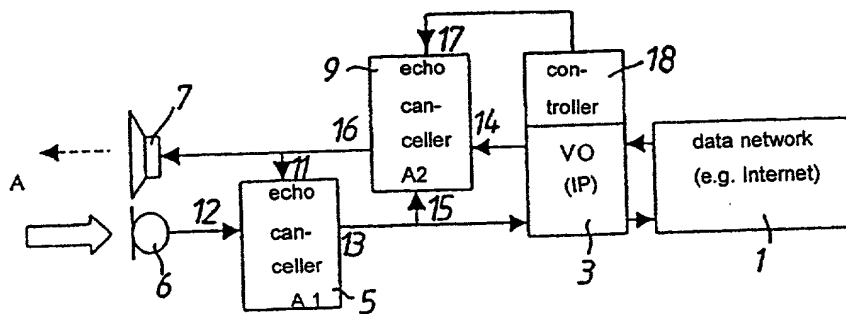 17
9
echo
can-
celler
A2
con-
troller
18
7
16
14
VO
(IP)
data network
(e.g. Internet)
A
11
echo
can-
celler
A 1
12
13
15
6
5
3
1